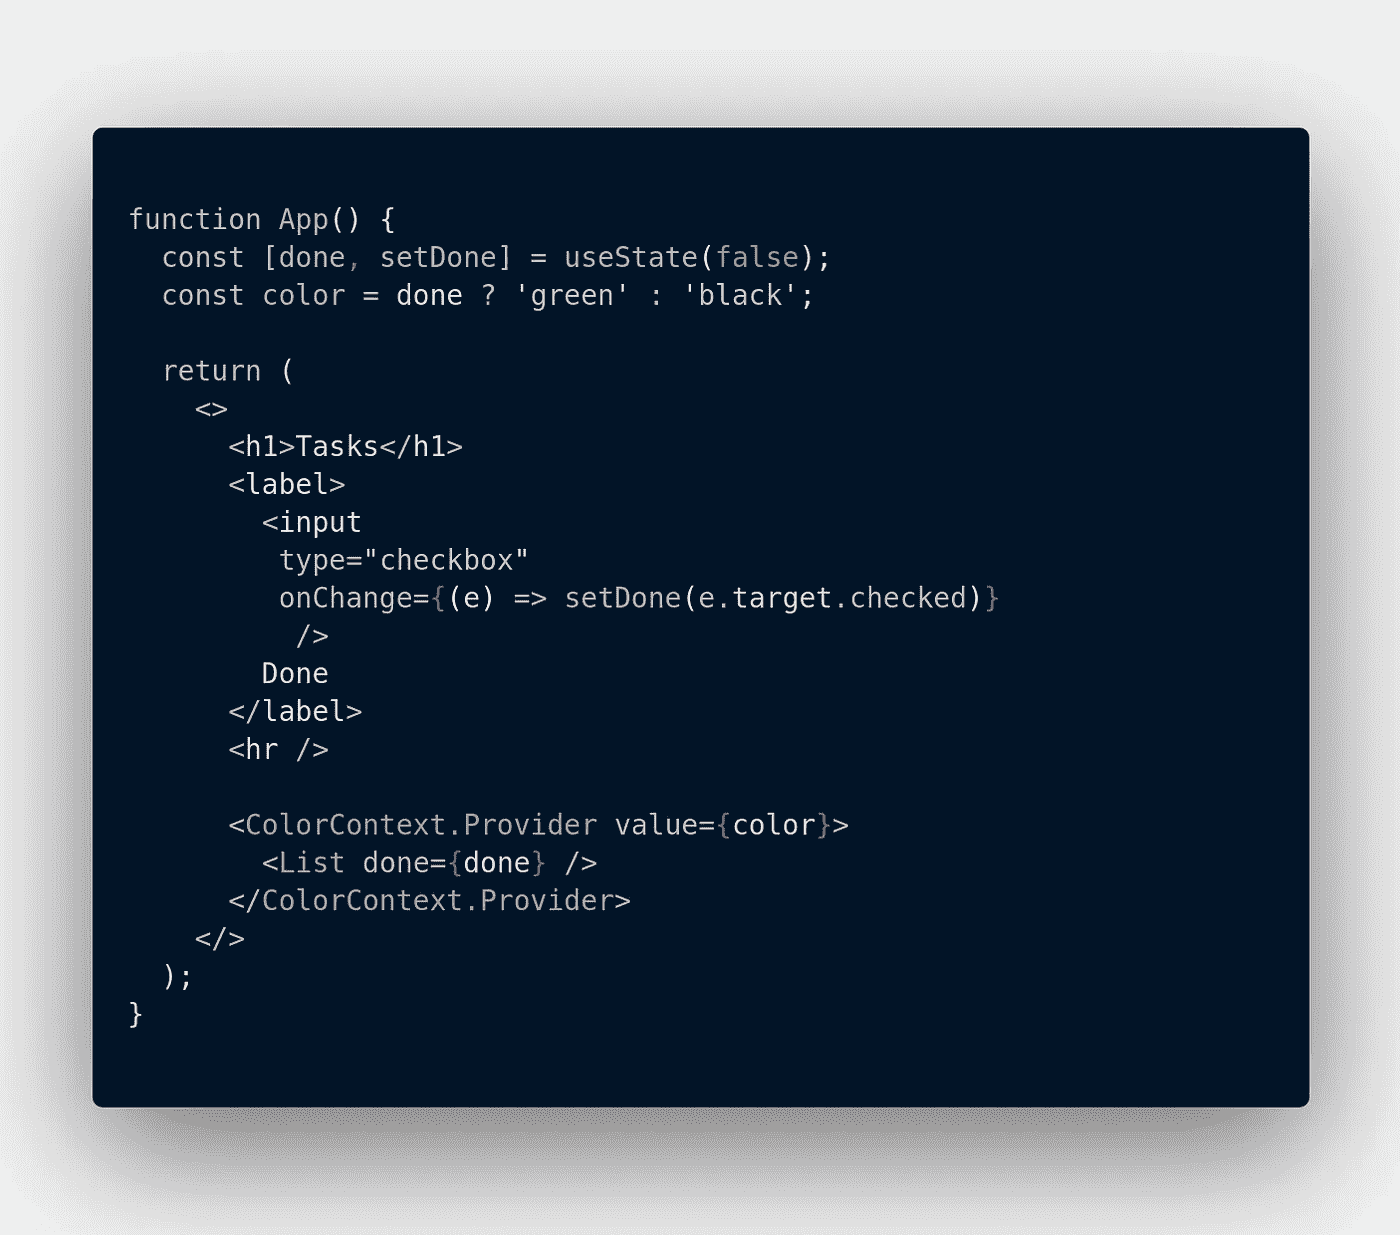 function App() {
  const [done, setDone] = useState(false);
  const color = done ? 'green' : 'black';

  return (
    <>
      <h1>Tasks</h1>
      <label>
        <input
         type="checkbox"
         onChange={(e) => setDone(e.target.checked)}
          />
        Done
      </label>
      <hr />

      <ColorContext.Provider value={color}>
        <List done={done} />
      </ColorContext.Provider>
    </>
  );
}